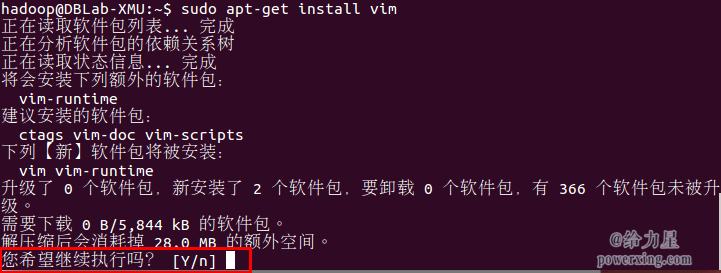 hadoop@DBLab-XMU:~$ sudo apt-get install vim
正在读取软件包列表... 完成
正在分析软件包的依赖关系树
正在读取状态信息... 完成
将会安装下列额外的软件包：
  vim-runtime
建议安装的软件包：
  ctags vim-doc vim-scripts
下列【新】软件包将被安装：
  vim vim-runtime
升级了 0 个软件包，新安装了 2 个软件包，要卸载 0 个软件包，有 366 个软件包未被升
级。
需要下载 0 B/5,844 kB 的软件包。
解压缩后会消耗掉 28.0 MB 的额外空间。
您希望继续执行吗？ [Y/n]
@给力星
powerxing.com